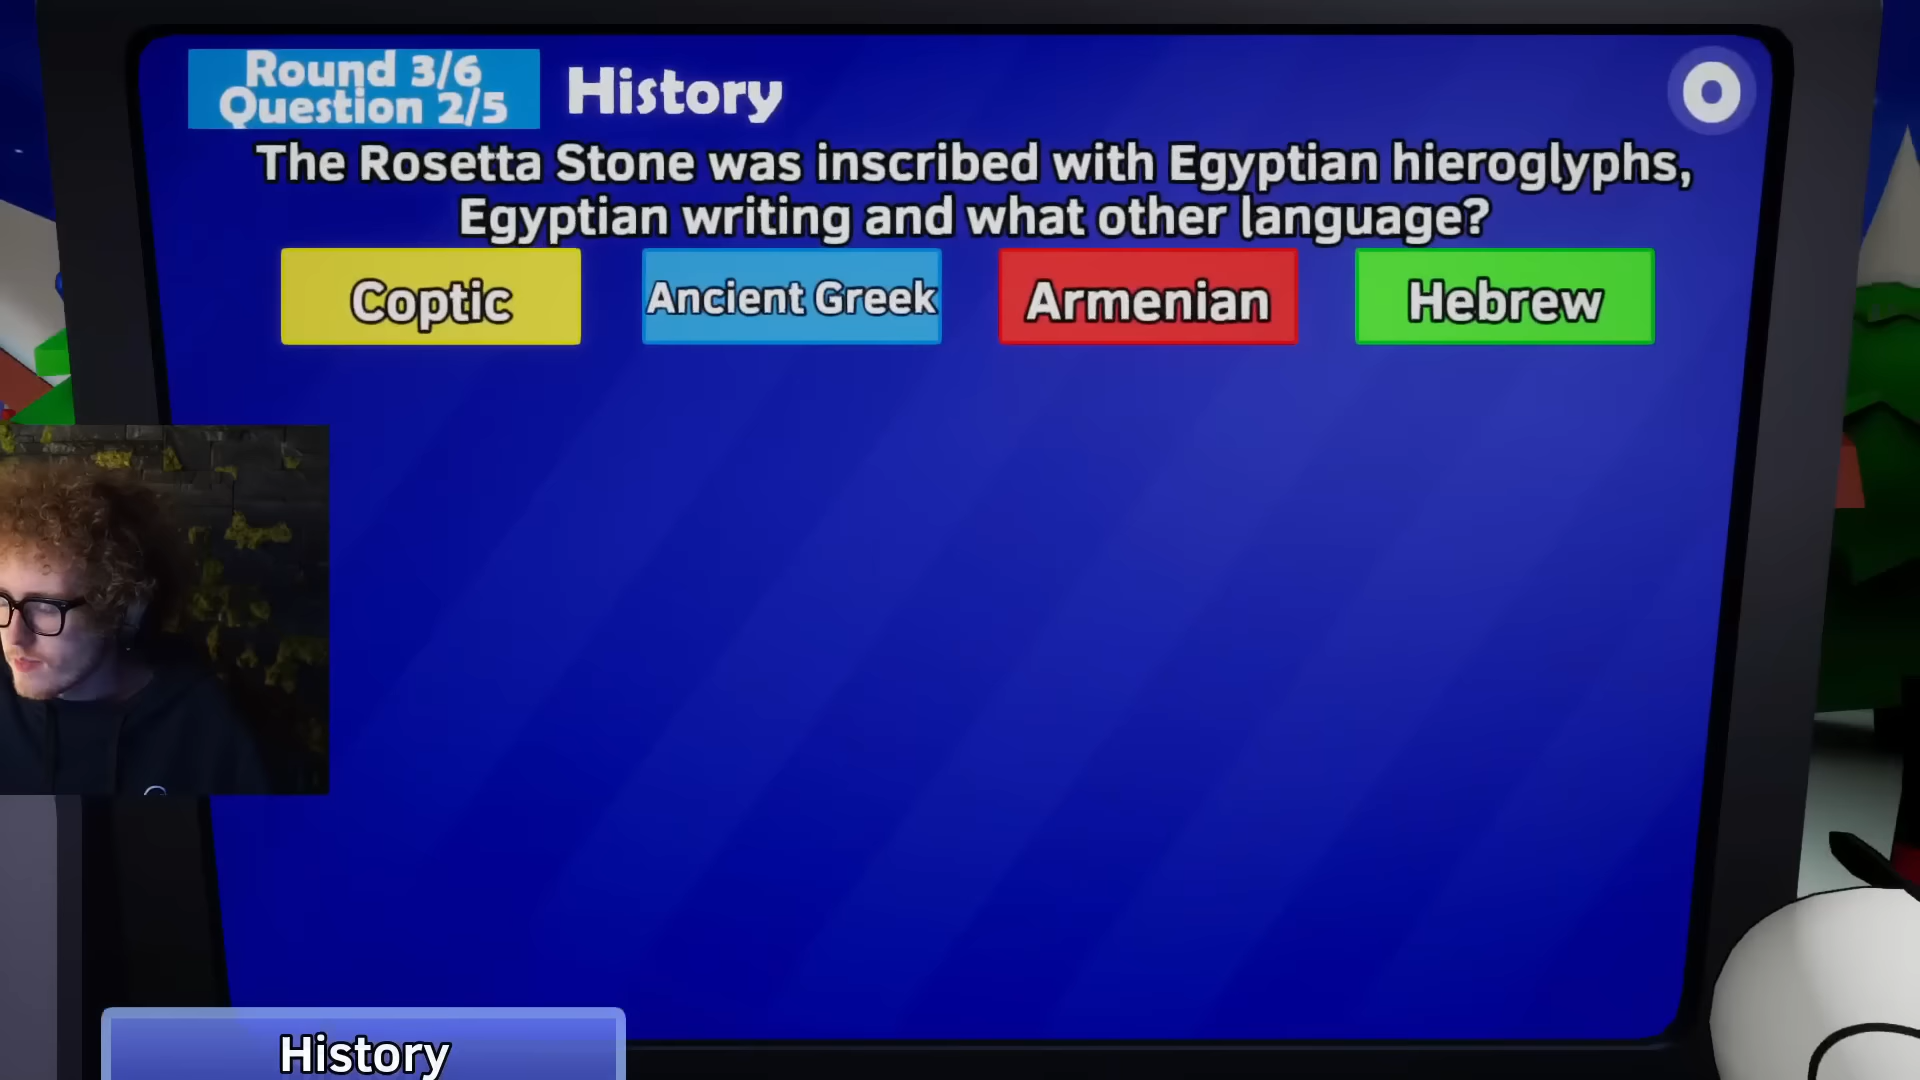 Round 3/6
Question 2/5
History
0
The Rosetta Stone was inscribed with Egyptian hieroglyphs,
Egyptian writing and what other language?
Coptic
Ancient Greek
Armenian
Hebrew
History